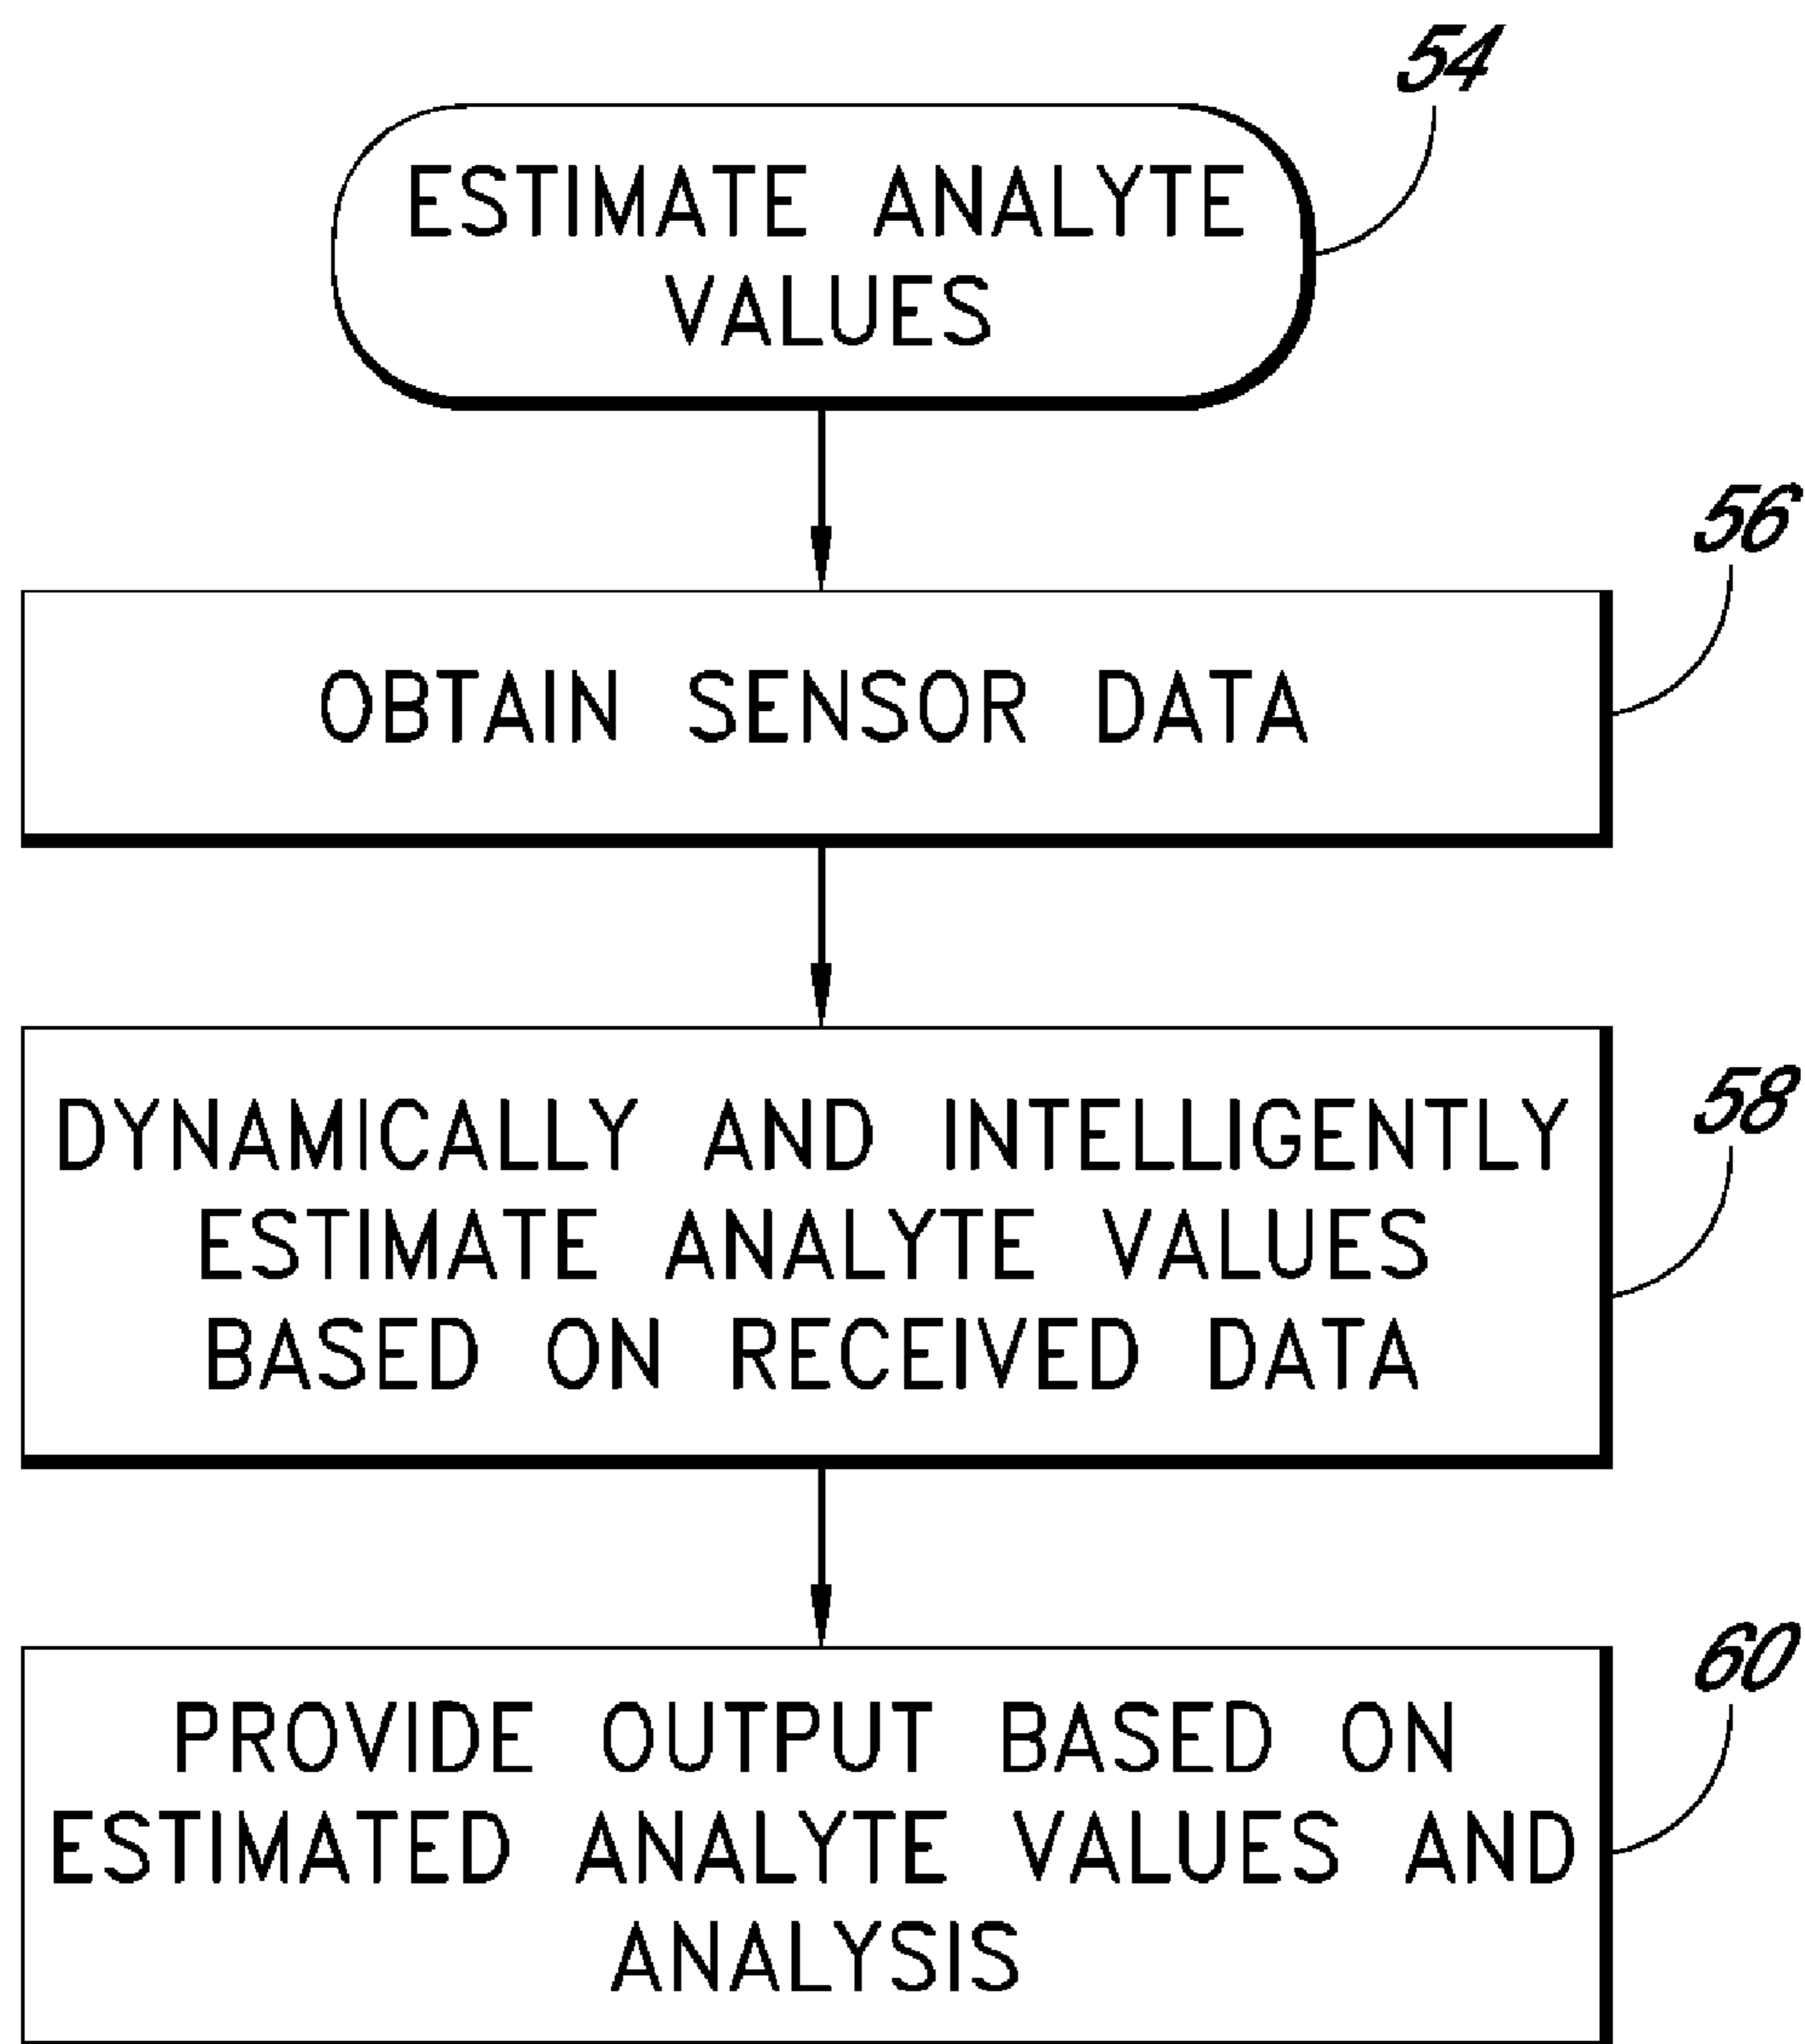 54
ESTIMATE ANALYTE
VALUES
56
OBTAIN SENSOR DATA
58
DYNAMICALLY AND INTELLIGENTLY
ESTIMATE ANALYTE VALUES
BASED ON RECEIVED DATA
60
PROVIDE OUTPUT BASED ON
ESTIMATED ANALYTE VALUES AND
ANALYSIS